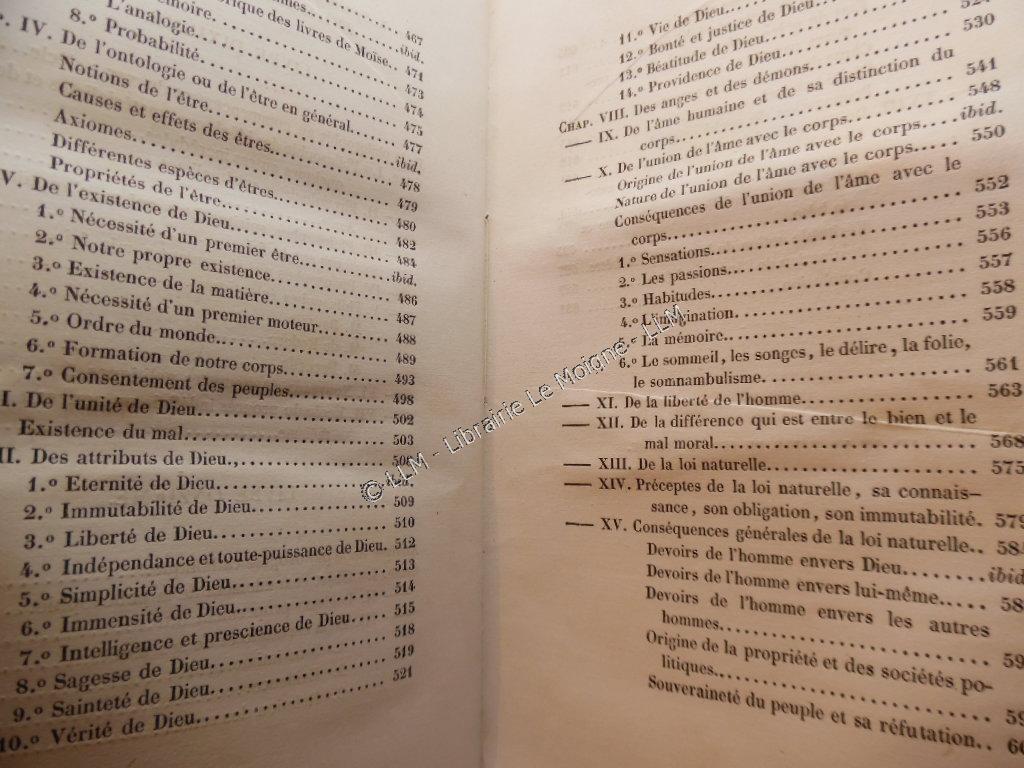 467
rique des livres de Moïse.. ibid.
L'analogie. 471
8.º Probabilité. 473
IV. De l'ontologie ou de l'être en général. 474
Notions de l'être. 475
Causes et effets des êtres. 477
Axiomes. ibid.
Différentes espèces d'êtres. 478
Propriétés de l'être. 479
V. De l'existence de Dieu. 480
1.º Nécessité d'un premier être. 482
2.º Notre propre existence. 484
3.º Existence de la matière. ibid.
4.º Nécessité d'un premier moteur. 486
5.º Ordre du monde. 487
6.º Formation de notre corps. 488
7.º Consentement des peuples. 489
493
I. De l'unité de Dieu. 498
Existence du mal. 502
II. Des attributs de Dieu., 503
1.º Eternité de Dieu
2.º Immutabilité de Dieu. 509
3.º Liberté de Dieu. 510
4.º Indépendance et toute-puissance de Dieu. 512
5.º Simplicité de Dieu. 513
6.º Immensité de Dieu. 514
7.º Intelligence et prescience de Dieu. 515
8.º Sagesse de Dieu. 518
9.º Sainteté de Dieu. 519
10.º Vérité de Dieu. 521
11.º Vie de Dieu
12.º Bonté et justice de Dieu
13.º Béatitude de Dieu.
14.º Providence de Dieu. 530
CHAP. VIII. Des anges et des démons.
— IX. De l'âme humaine et de sa distinction du
corps. 541
— X. De l'union de l'âme avec le corps. 548
Origine de l'union de l'âme avec le corps. ibid.
Nature de l'union de l'âme avec le corps. 550
Conséquences de l'union de l'âme avec le
corps. 552
1.º Sensations. 553
2.º Les passions. 556
3.º Habitudes. 557
4.º L'imagination. 558
5.º La mémoire. 559
6.º Le sommeil, les songes, le délire, la folie,
le somnambulisme. 561
— XI. De la liberté de l'homme. 563
— XII. De la différence qui est entre le bien et le
mal moral. 568
— XIII. De la loi naturelle. 575
— XIV. Préceptes de la loi naturelle, sa connais-
sance, son obligation, son immutabilité. 579
— XV. Conséquences générales de la loi naturelle..
Devoirs de l'homme envers Dieu. ibid
Devoirs de l'homme envers lui-même.
Devoirs de l'homme envers les autres
hommes.
Origine de la propriété et des sociétés po-
litiques.
Souveraineté du peuple et sa réfutation..
© LLM - Librairie Le Moigne - LLM